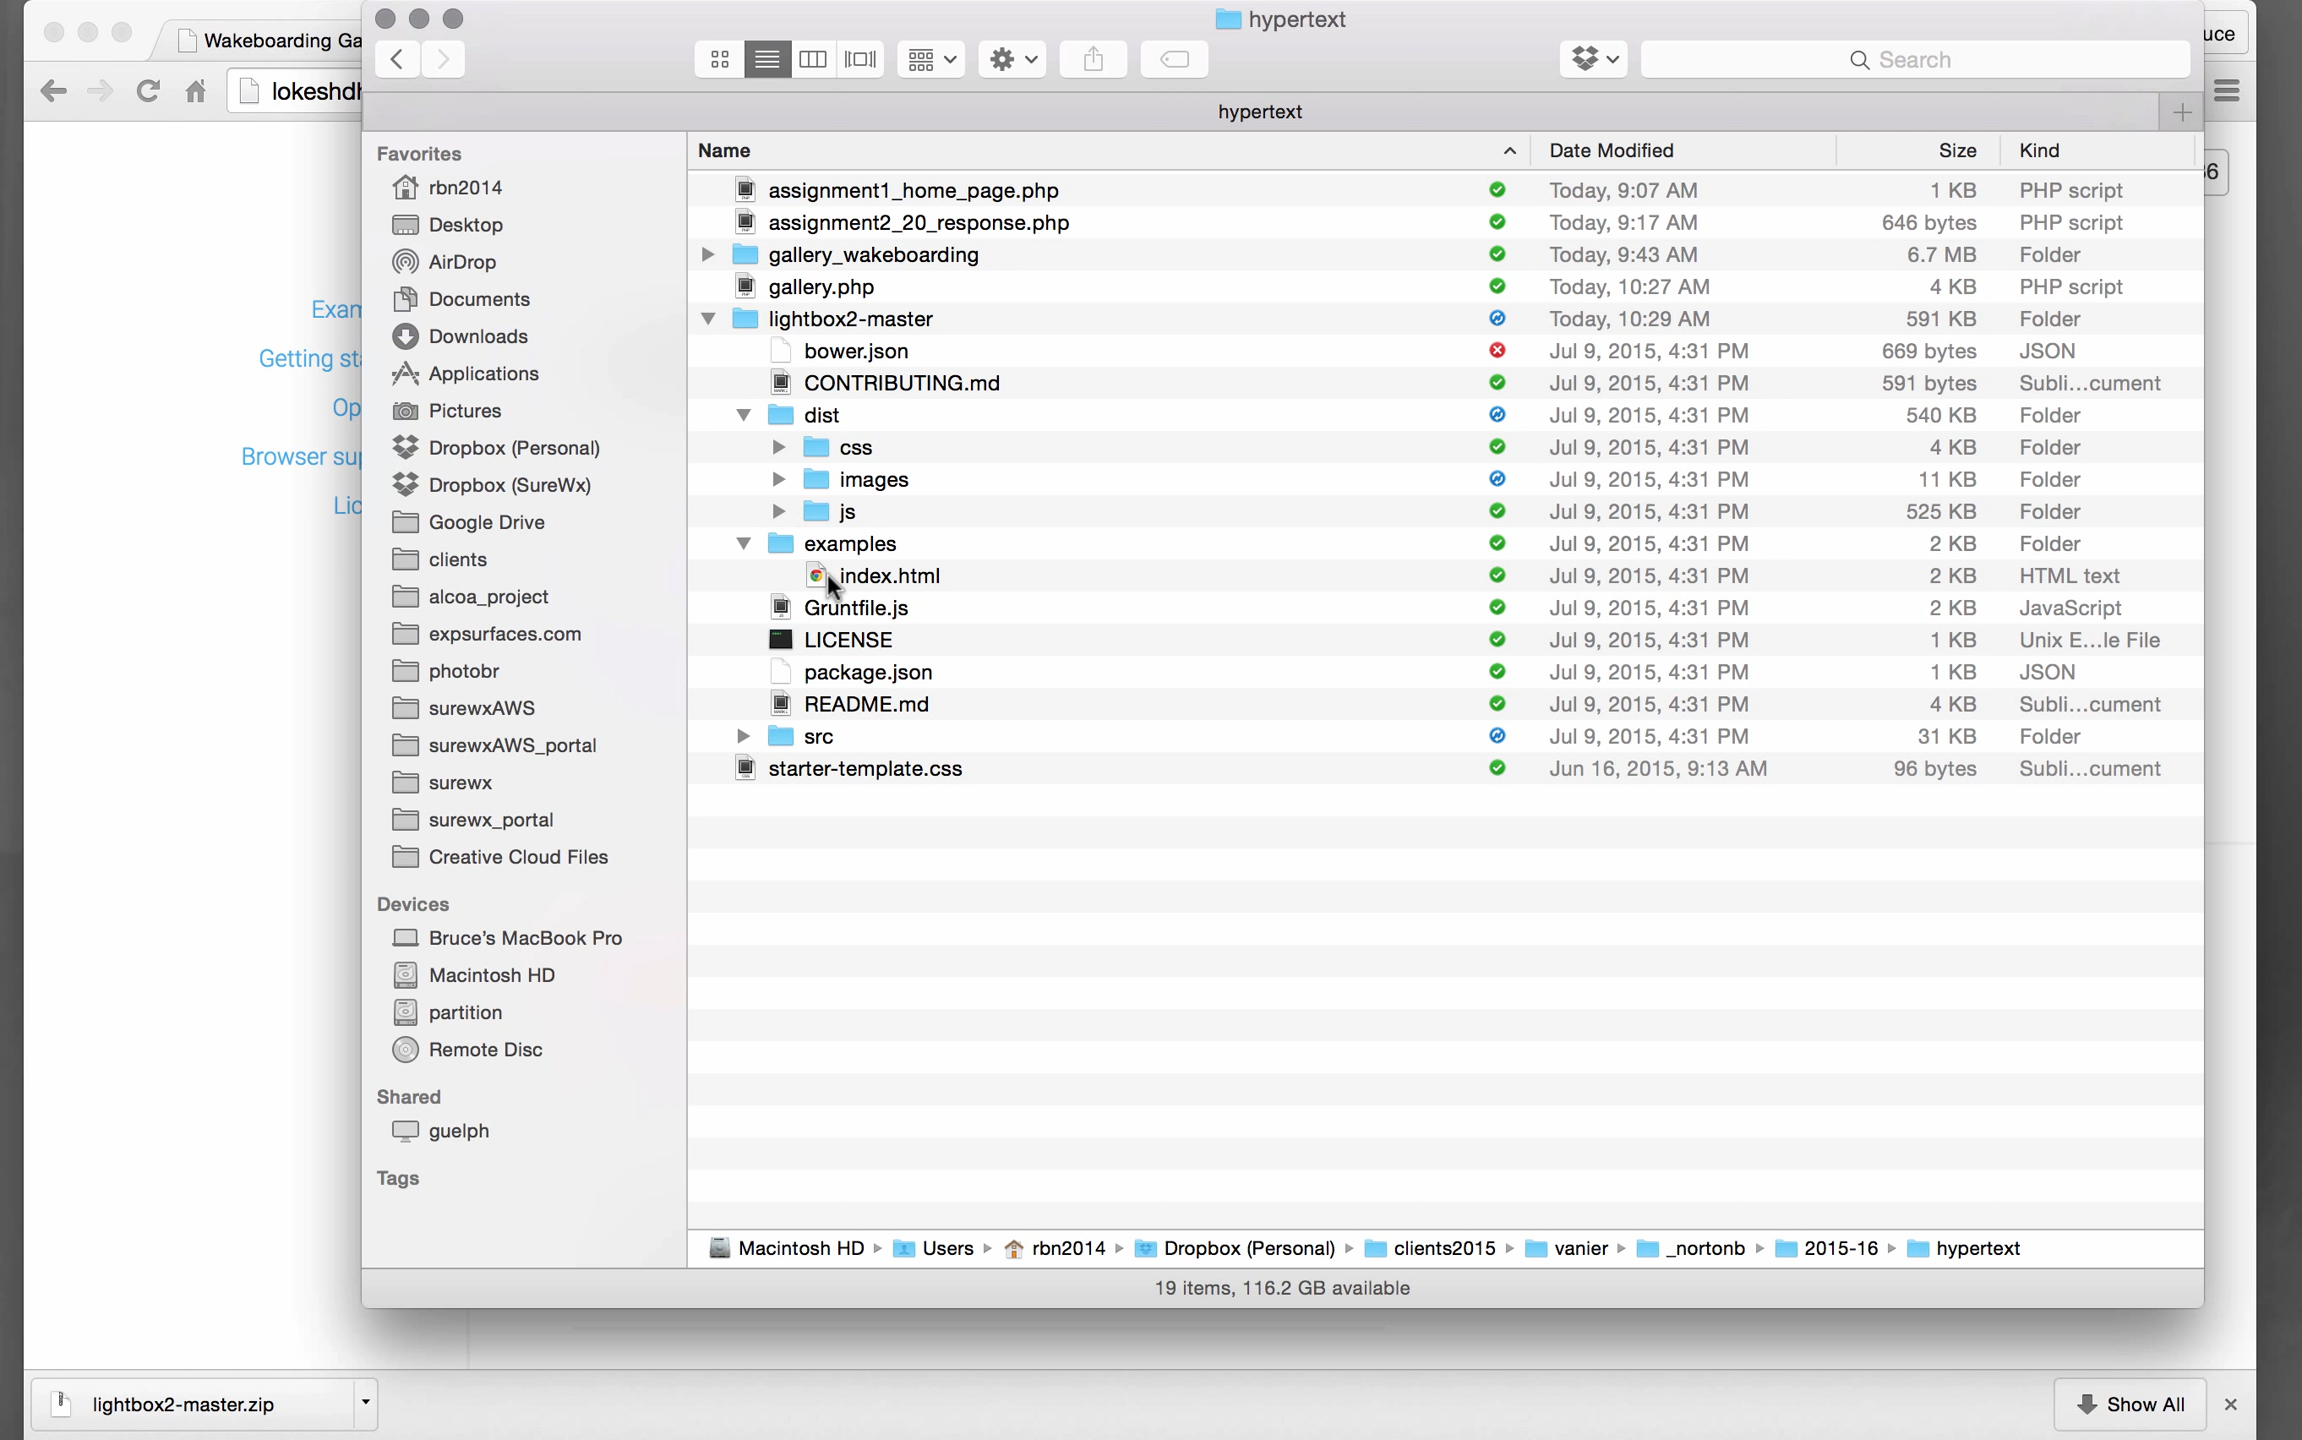 Wakeboarding Ga
hypertext
uce
lokeshdh
Search
hypertext
Favorites
rbn2014
Desktop
AirDrop
Documents
Downloads
Applications
Pictures
Dropbox (Personal)
Dropbox (SureWx)
Google Drive
clients
alcoa_project
expsurfaces.com
photobr
surewxAWS
surewxAWS_portal
surewx
surewx_portal
Creative Cloud Files
Devices
Bruce's MacBook Pro
Macintosh HD
partition
Remote Disc
Shared
guelph
Tags
Exam
Getting sta
Op
Browser sup
Lic
Name Date Modified Size Kind
assignment1_home_page.php Today, 9:07 AM 1 KB PHP script
assignment2_20_response.php Today, 9:17 AM 646 bytes PHP script
gallery_wakeboarding Today, 9:43 AM 6.7 MB Folder
gallery.php Today, 10:27 AM 4 KB PHP script
lightbox2-master Today, 10:29 AM 591 KB Folder
bower.json Jul 9, 2015, 4:31 PM 669 bytes JSON
CONTRIBUTING.md Jul 9, 2015, 4:31 PM 591 bytes Subli...cument
dist Jul 9, 2015, 4:31 PM 540 KB Folder
css Jul 9, 2015, 4:31 PM 4 KB Folder
images Jul 9, 2015, 4:31 PM 11 KB Folder
js Jul 9, 2015, 4:31 PM 525 KB Folder
examples Jul 9, 2015, 4:31 PM 2 KB Folder
index.html Jul 9, 2015, 4:31 PM 2 KB HTML text
Gruntfile.js Jul 9, 2015, 4:31 PM 2 KB JavaScript
LICENSE Jul 9, 2015, 4:31 PM 1 KB Unix E...le File
package.json Jul 9, 2015, 4:31 PM 1 KB JSON
README.md Jul 9, 2015, 4:31 PM 4 KB Subli...cument
src Jul 9, 2015, 4:31 PM 31 KB Folder
starter-template.css Jun 16, 2015, 9:13 AM 96 bytes Subli...cument
Macintosh HD Users rbn2014 Dropbox (Personal) clients2015 vanier _nortonb 2015-16 hypertext
19 items, 116.2 GB available
lightbox2-master.zip
Show All